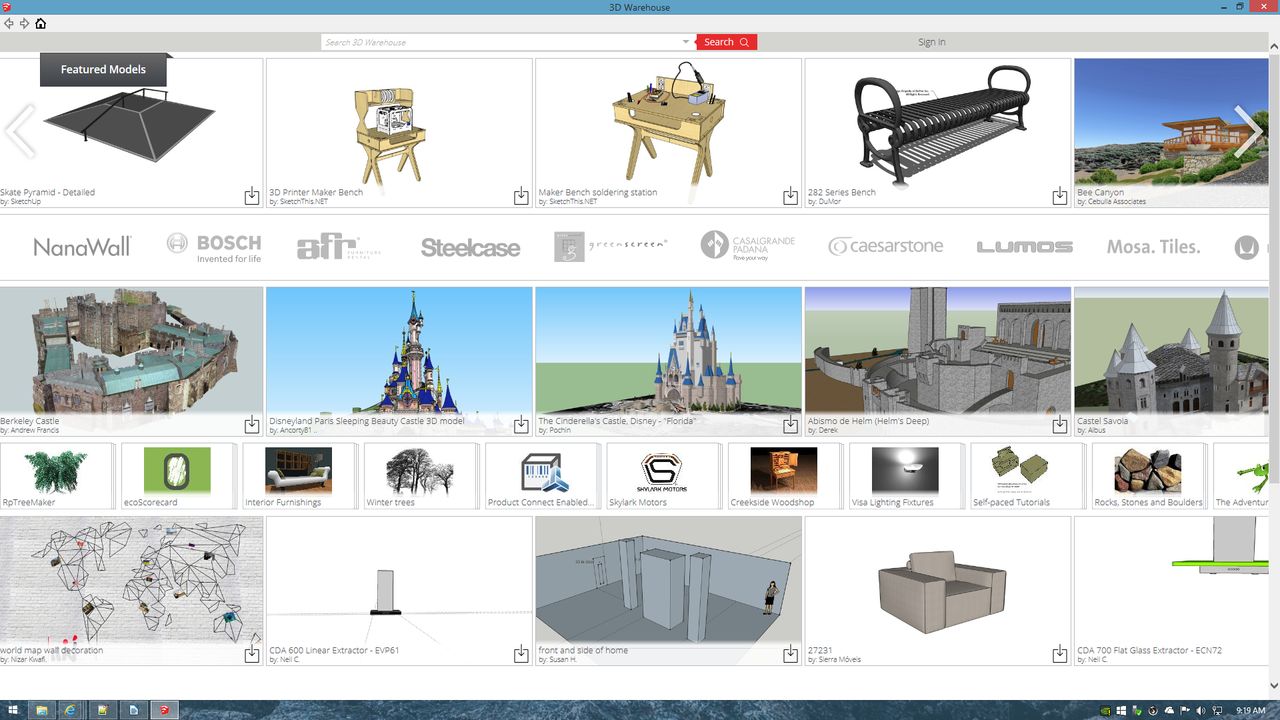 3D Warehouse
Search 3D Warehouse
Search
Sign In
Featured Models
Skate Pyramid - Detailed
by: SketchUp
3D Printer Maker Bench
by: SketchThis.NET
Maker Bench soldering station
by: SketchThis.NET
282 Series Bench
by: DuMor
Bee Canyon
by: Cebulla Associates
NanaWall
BOSCH
Invented for life
afr
FURNITURE RENTAL
Steelcase
greenscreen
CASALGRANDE PADANA
Pave your way
caesarstone
LUMOS
Mosa. Tiles.
Berkeley Castle
by: Andrew Francis
Disneyland Paris Sleeping Beauty Castle 3D model
The Cinderella's Castle, Disney - "Florida"
by: Pochin
Abismo de Helm (Helm's Deep)
by: Derek
Castel Savoia
by: Albus
RpTreeMaker
ecoScorecard
Interior Furnishings
Winter trees
Product Connect Enabled...
SKYLARK MOTORS
Skylark Motors
Creekside Woodshop
Visa Lighting Fixtures
Self-paced Tutorials
Rocks, Stones and Boulders
The Adventur
world map wall decoration
by: Nizar Kwafi.
CDA 600 Linear Extractor - EVP61
by: Neil C.
front and side of home
by: Susan H.
27231
by: Sierra Móveis
CDA 700 Flat Glass Extractor - ECN72
by: Neil C.
9:19 AM